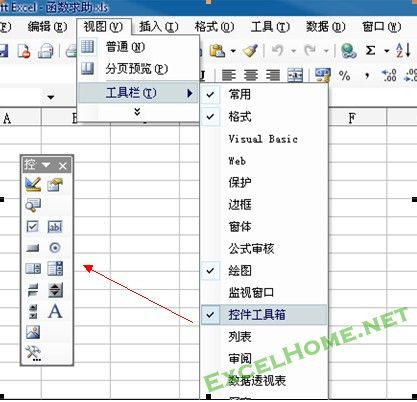 ft Excel - 函数求助.xls
(F) 编辑(E) 视图(V) 插入(I) 格式(O) 工具(T) 数据(D) 窗口(W)
普通(N)
分页预览(P)
工具栏(T)
常用
格式
Visual Basic
Web
保护
边框
窗体
公式审核
绘图
监视窗口
控件工具箱
列表
审阅
数据透视表
U
%
,
A
F
控
ab
A
EXCELHOME.NET